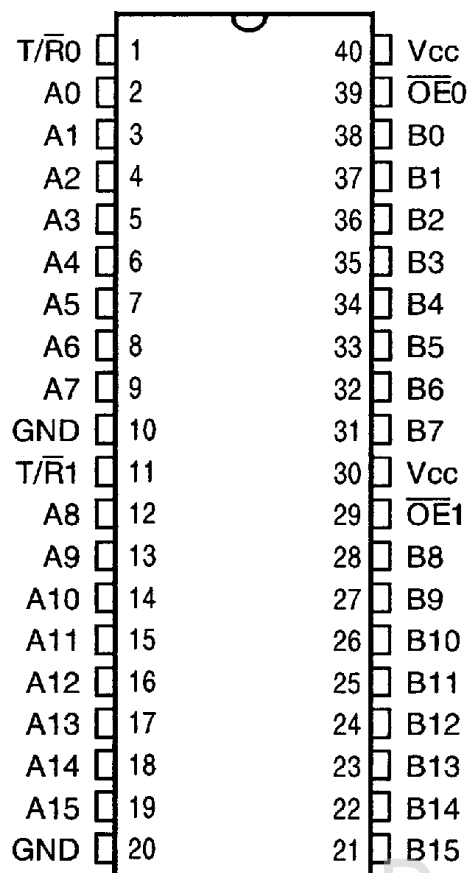 T/R̅0 1 40 Vcc
A0 2 39 O̅E̅0
A1 3 38 B0
A2 4 37 B1
A3 5 36 B2
A4 6 35 B3
A5 7 34 B4
A6 8 33 B5
A7 9 32 B6
GND 10 31 B7
T/R̅1 11 30 Vcc
A8 12 29 O̅E̅1
A9 13 28 B8
A10 14 27 B9
A11 15 26 B10
A12 16 25 B11
A13 17 24 B12
A14 18 23 B13
A15 19 22 B14
GND 20 21 B15